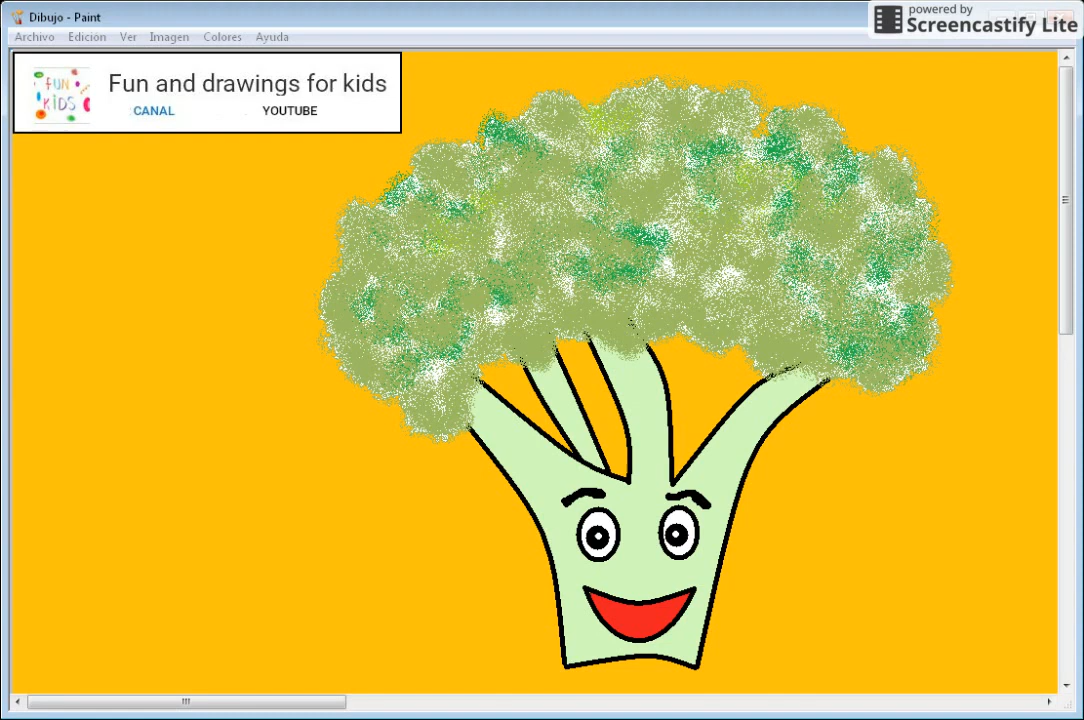 Dibujo - Paint
powered by
Screencastify Lite
Archivo Edición Ver Imagen Colores Ayuda
FUN
KIDS
Fun and drawings for kids
CANAL YOUTUBE